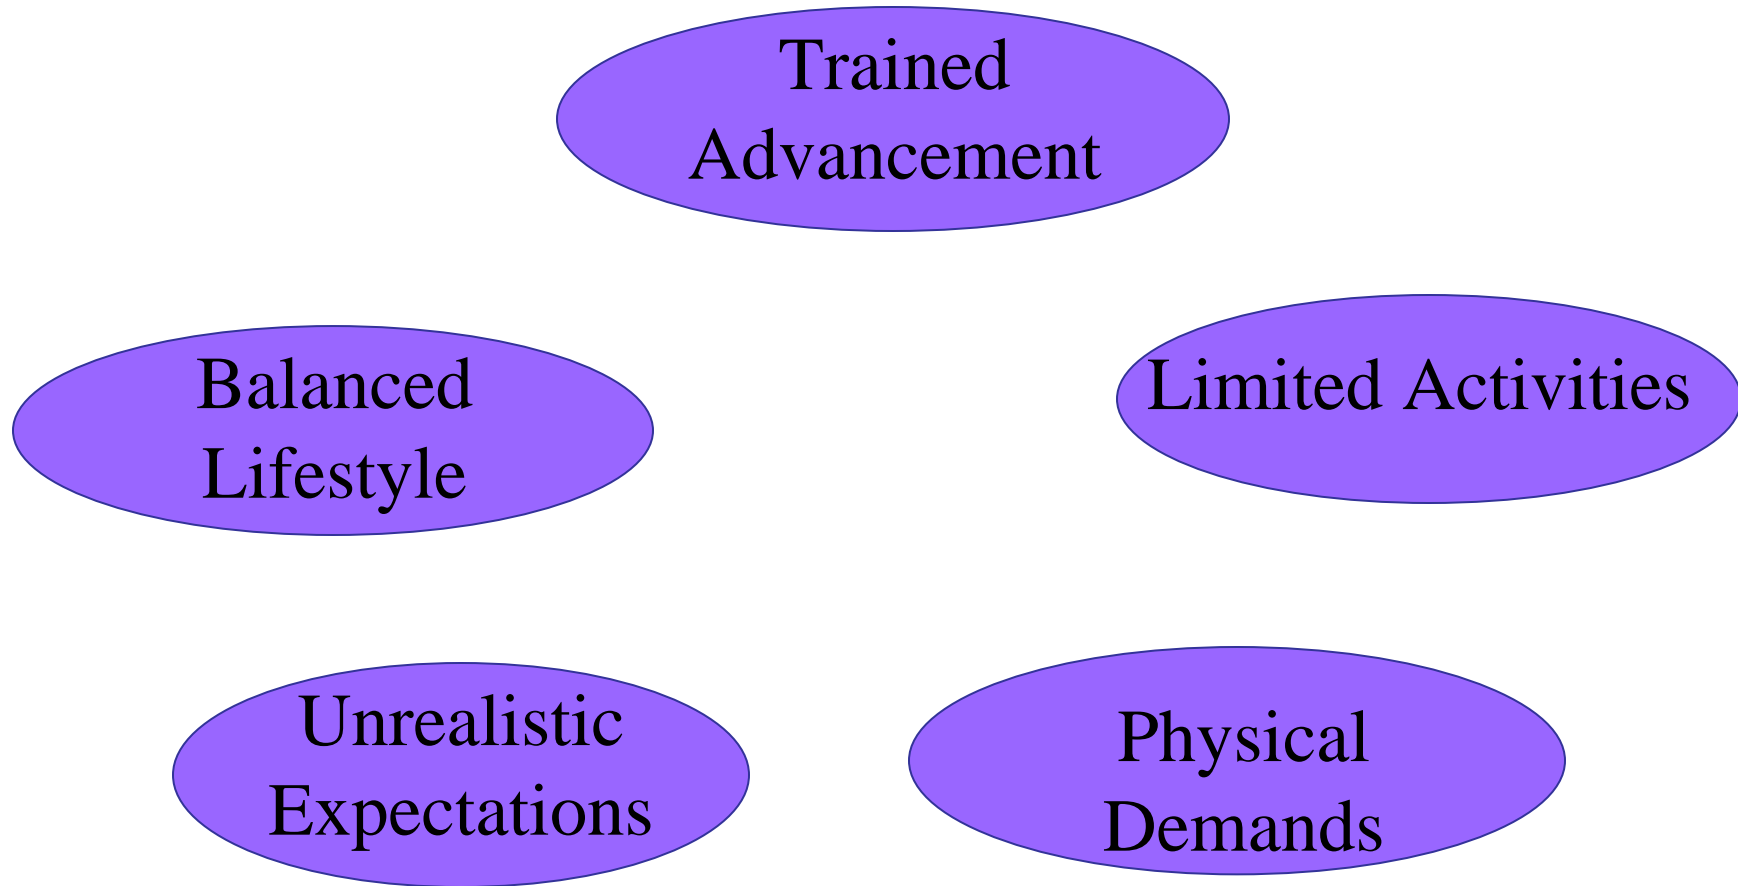 Trained
Advancement
Balanced
Lifestyle
Limited Activities
Unrealistic
Expectations
Physical
Demands